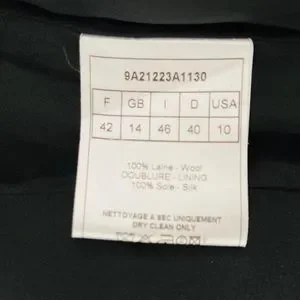 9A21223A1130
F GB I D USA
42 14 46 40 10
100% Laine - Wool
DOUBLURE - LINING
100% Soie - Silk
NETTOYAGE A SEC UNIQUEMENT
DRY CLEAN ONLY